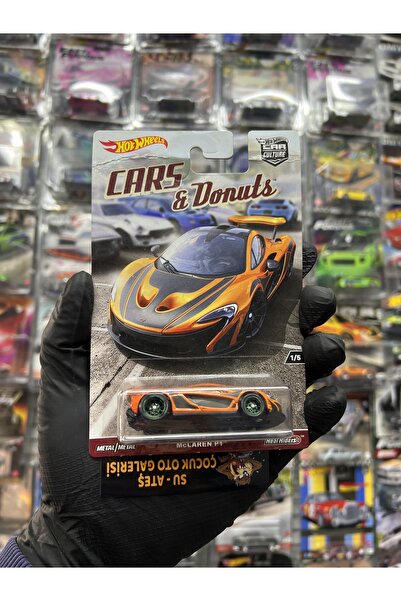 Hot Wheels
CAR
CULTURE
CARS
& Donuts
1/5
METAL/METAL
McLAREN P1
Real Riders
SU - ATEŞ
ÇOCUK OTO GALERİSİ